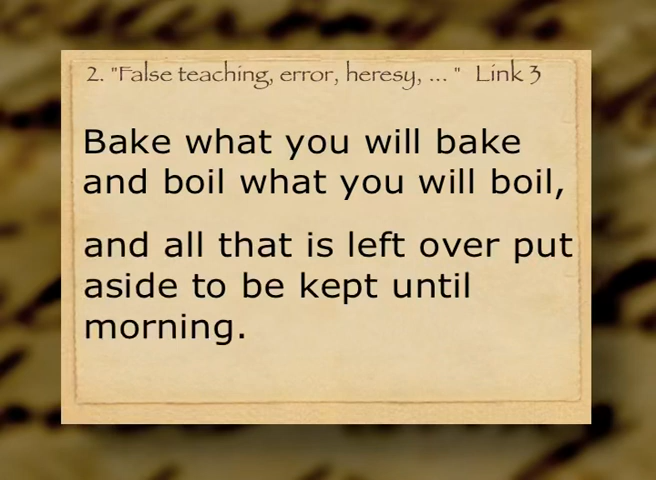 2. "False teaching, error, heresy, ... " Link 3
Bake what you will bake
and boil what you will boil,
and all that is left over put
aside to be kept until
morning.